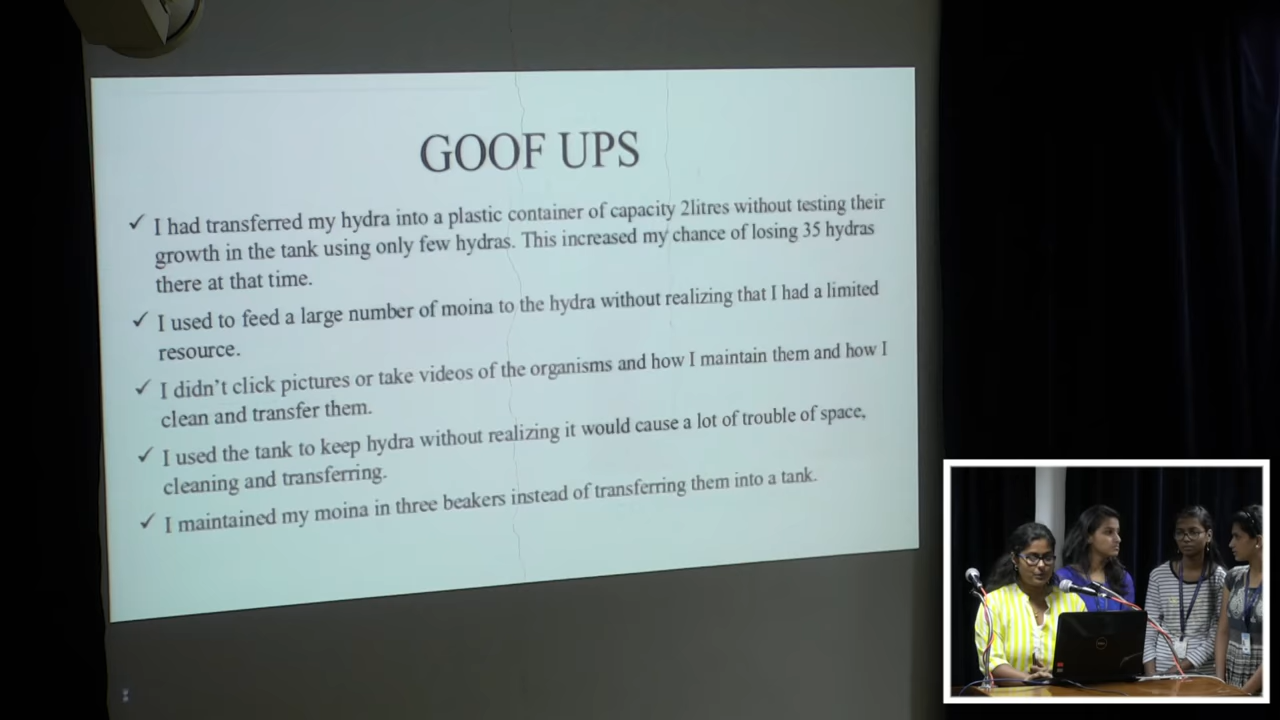 GOOF UPS
✓ I had transferred my hydra into a plastic container of capacity 2litres without testing their
growth in the tank using only few hydras. This increased my chance of losing 35 hydras
there at that time.
✓ I used to feed a large number of moina to the hydra without realizing that I had a limited
resource.
✓ I didn't click pictures or take videos of the organisms and how I maintain them and how I
clean and transfer them.
✓ I used the tank to keep hydra without realizing it would cause a lot of trouble of space,
cleaning and transferring.
✓ I maintained my moina in three beakers instead of transferring them into a tank.